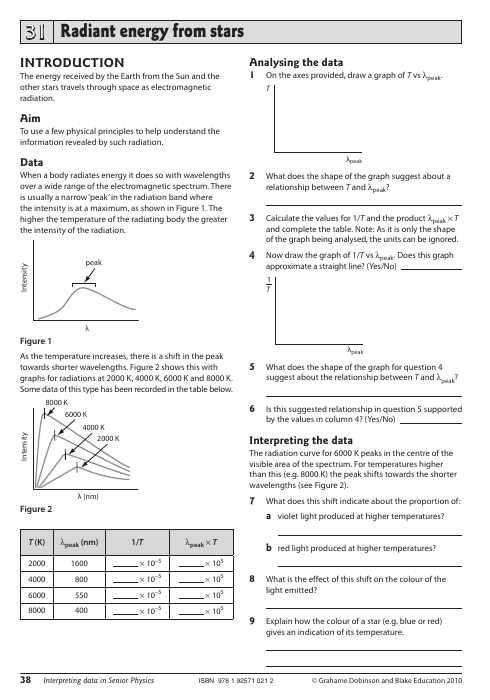 31 Radiant energy from stars
INTRODUCTION
The energy received by the Earth from the Sun and the
other stars travels through space as electromagnetic
radiation.
Aim
To use a few physical principles to help understand the
information revealed by such radiation.
Data
When a body radiates energy it does so with wavelengths
over a wide range of the electromagnetic spectrum. There
is usually a narrow 'peak' in the radiation band where
the intensity is at a maximum, as shown in Figure 1. The
higher the temperature of the radiating body the greater
the intensity of the radiation.
Intensity
peak
λ
Figure 1
As the temperature increases, there is a shift in the peak
towards shorter wavelengths. Figure 2 shows this with
graphs for radiations at 2000 K, 4000 K, 6000 K and 8000 K.
Some data of this type has been recorded in the table below.
8000 K
6000 K
4000 K
2000 K
Intensity
λ (nm)
Figure 2
T (K) λpeak (nm) 1/T λpeak × T
2000 1600 _____ × 10⁻⁵ _____ × 10⁵
4000 800 _____ × 10⁻⁵ _____ × 10⁵
6000 550 _____ × 10⁻⁵ _____ × 10⁵
8000 400 _____ × 10⁻⁵ _____ × 10⁵
Analysing the data
1 On the axes provided, draw a graph of T vs λpeak.
T
λpeak
2 What does the shape of the graph suggest about a
relationship between T and λpeak?
3 Calculate the values for 1/T and the product λpeak × T
and complete the table. Note: As it is only the shape
of the graph being analysed, the units can be ignored.
4 Now draw the graph of 1/T vs λpeak. Does this graph
approximate a straight line? (Yes/No)
1
T
λpeak
5 What does the shape of the graph for question 4
suggest about the relationship between T and λpeak?
6 Is this suggested relationship in question 5 supported
by the values in column 4? (Yes/No)
Interpreting the data
The radiation curve for 6000 K peaks in the centre of the
visible area of the spectrum. For temperatures higher
than this (e.g. 8000 K) the peak shifts towards the shorter
wavelengths (see Figure 2).
7 What does this shift indicate about the proportion of:
a violet light produced at higher temperatures?
b red light produced at higher temperatures?
8 What is the effect of this shift on the colour of the
light emitted?
9 Explain how the colour of a star (e.g. blue or red)
gives an indication of its temperature.
38 Interpreting data in Senior Physics ISBN 978 1 92571 021 2 © Grahame Dobinson and Blake Education 2010